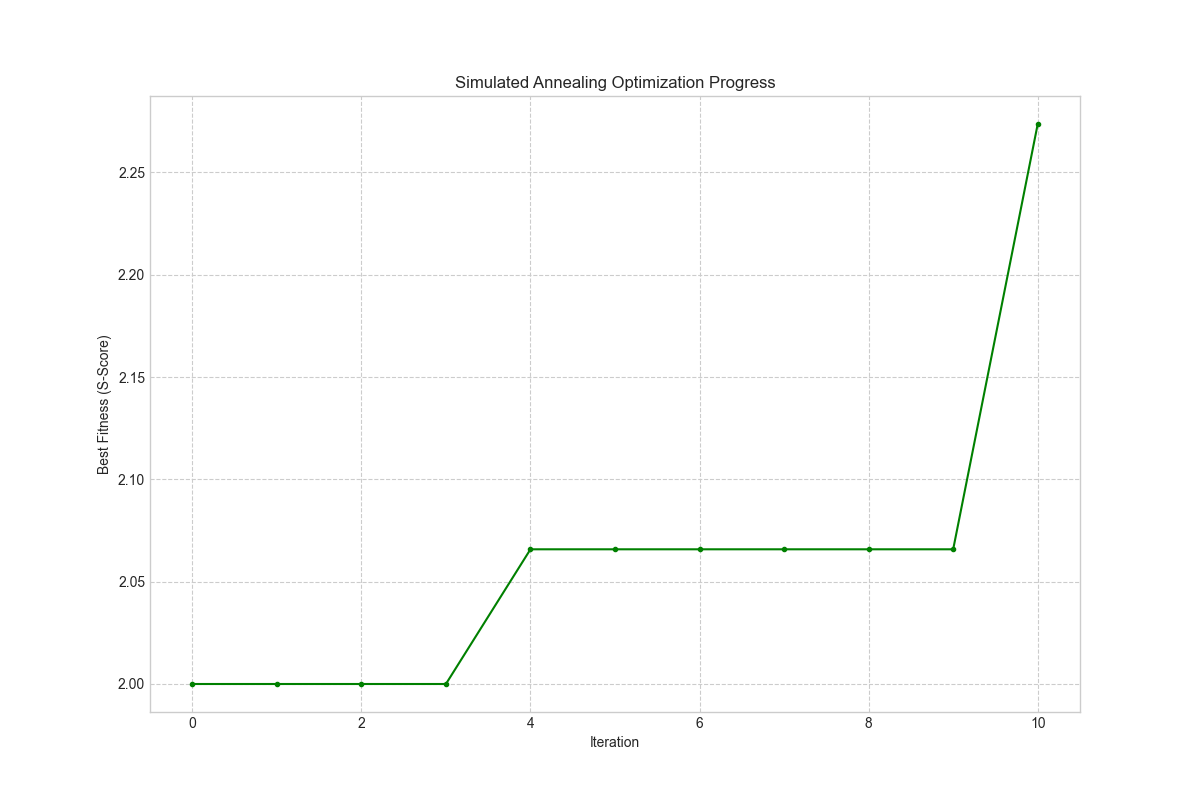 Simulated Annealing Optimization Progress
Best Fitness (S-Score)
2.25
2.20
2.15
2.10
2.05
2.00
0 2 4 6 8 10
Iteration